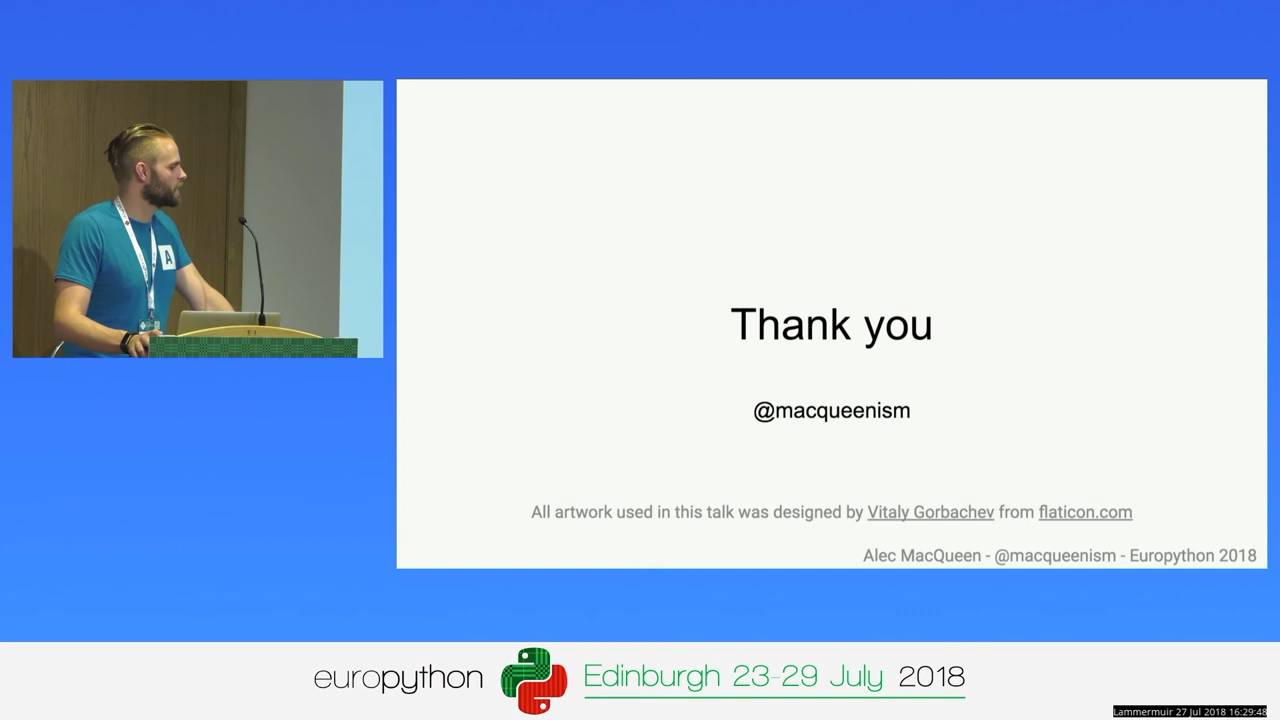 A
Thank you
@macqueenism
All artwork used in this talk was designed by Vitaly Gorbachev from flaticon.com
Alec MacQueen - @macqueenism - Europython 2018
europython Edinburgh 23-29 July 2018
Lammermuir 27 Jul 2018 16:29:48